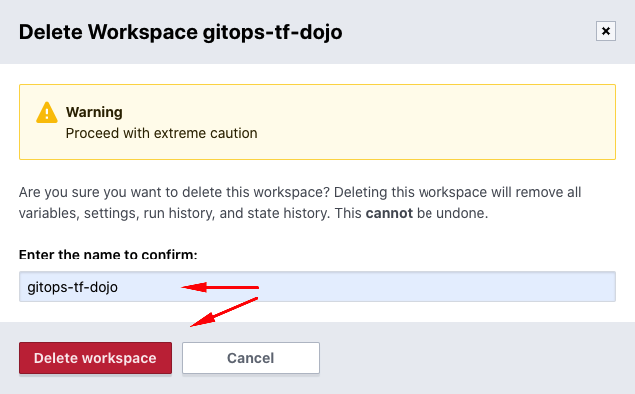 Delete Workspace gitops-tf-dojo
Warning
Proceed with extreme caution
Are you sure you want to delete this workspace? Deleting this workspace will remove all
variables, settings, run history, and state history. This cannot be undone.
Enter the name to confirm:
gitops-tf-dojo
Delete workspace
Cancel